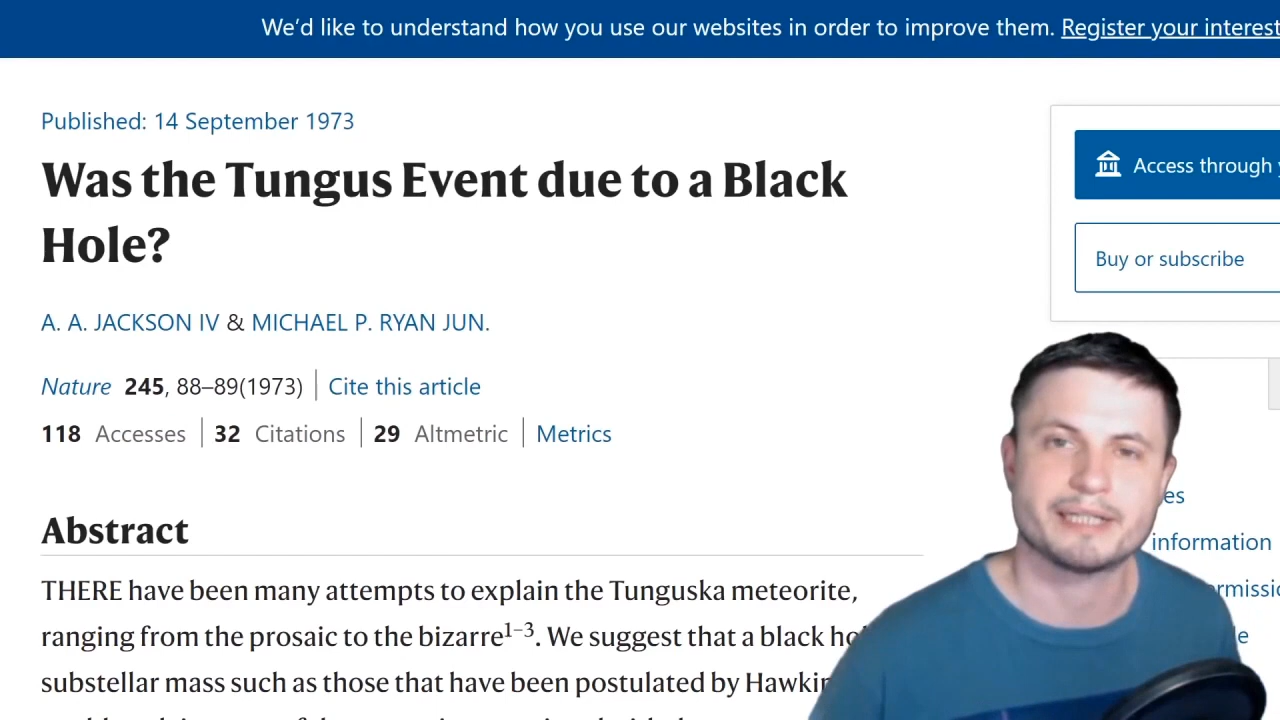 We'd like to understand how you use our websites in order to improve them. Register your interest
Published: 14 September 1973
Was the Tungus Event due to a Black
Hole?
A. A. JACKSON IV & MICHAEL P. RYAN JUN.
Nature 245, 88–89(1973) Cite this article
118 Accesses 32 Citations 29 Altmetric Metrics
Abstract
THERE have been many attempts to explain the Tunguska meteorite,
ranging from the prosaic to the bizarre1–3. We suggest that a black
substellar mass such as those that have been postulated by
Access through
Buy or subscribe
information